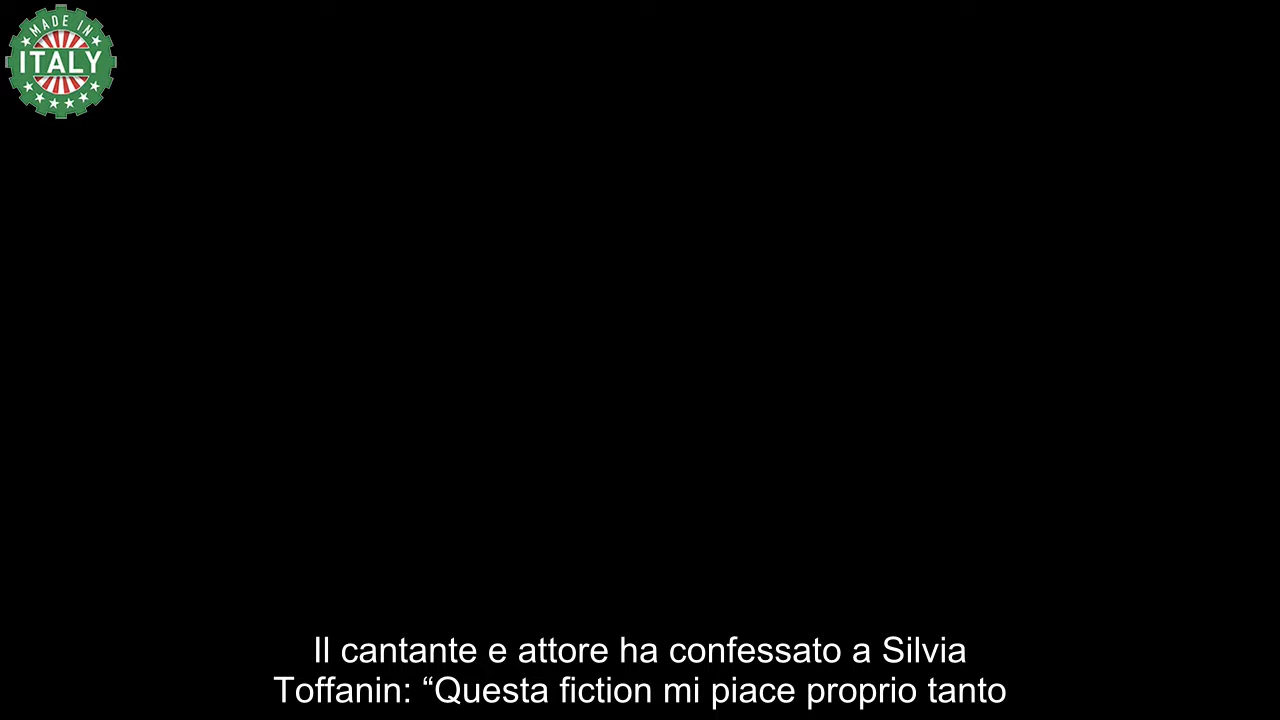 MADE IN
ITALY
Il cantante e attore ha confessato a Silvia
Toffanin: “Questa fiction mi piace proprio tanto